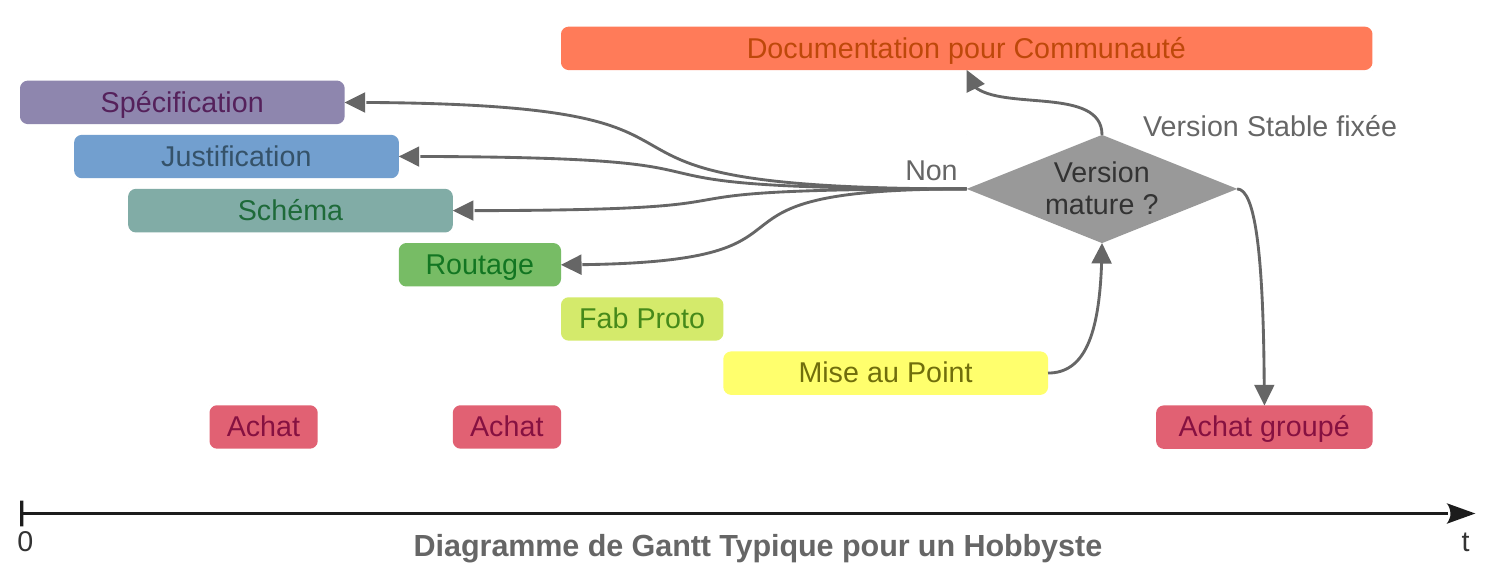 Documentation pour Communauté
Spécification
Version Stable fixée
Justification
Non
Version
mature ?
Schéma
Routage
Fab Proto
Mise au Point
Achat
Achat
Achat groupé
0
Diagramme de Gantt Typique pour un Hobbyste
t